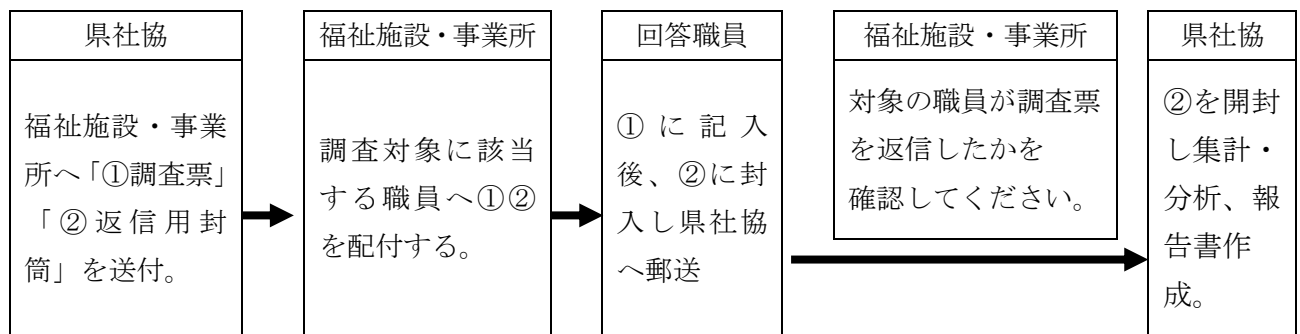 県社協
福祉施設・事業
所へ「①調査票」
「②返信用封
筒」を送付。
福祉施設・事業所
調査対象に該当
する職員へ①②
を配付する。
回答職員
①に記入
後、②に封
入し県社協
へ郵送
福祉施設・事業所
対象の職員が調査票
を返信したかを
確認してください。
県社協
②を開封
し集計・
分析、報
告書作
成。